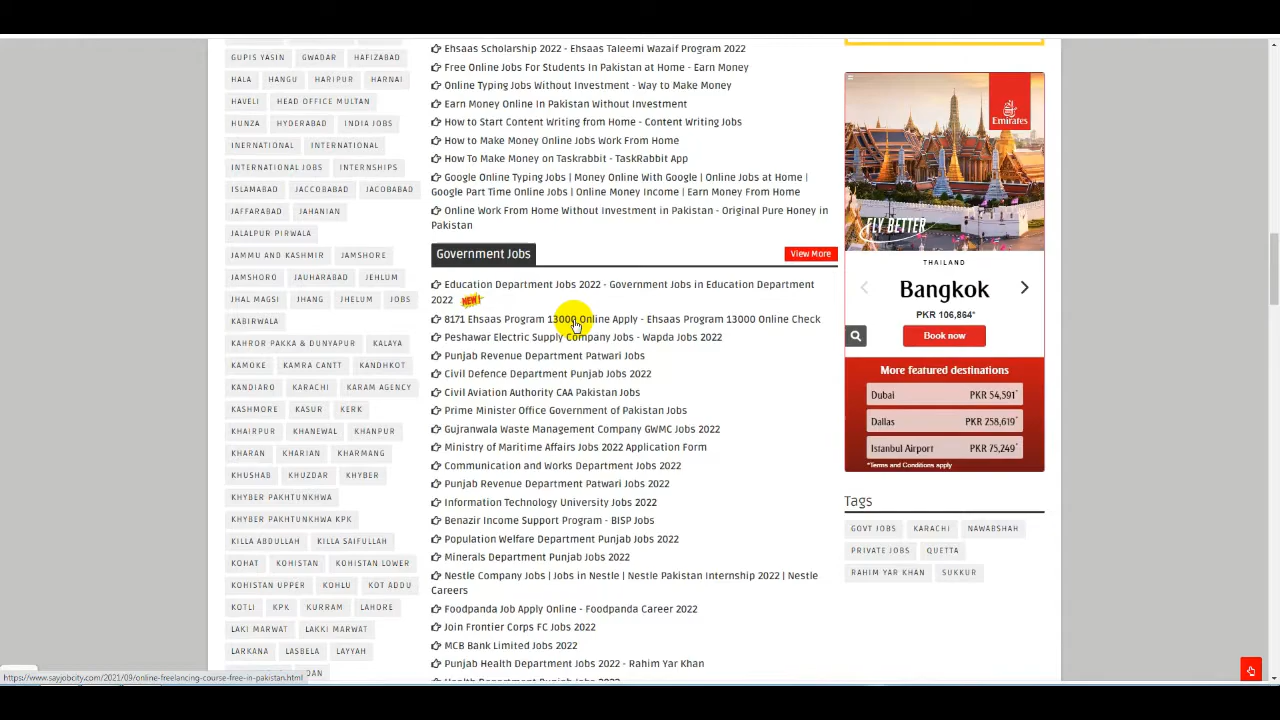 GUPIS YASIN GWADAR HAFIZABAD
HALA HANGU HARIPUR HARNAI
HAVELI HEAD OFFICE MULTAN
HUNZA HYDERABAD INDIA JOBS
INERNATIONAL INTERNATIONAL
INTERNATIONAL JOBS INTERNSHIPS
ISLAMABAD JACCOBABAD JACOBABAD
JAFFARABAD JAHANIAN
JALALPUR PIRWALA
JAMMU AND KASHMIR JAMSHORE
JAMSHORO JAUHARABAD JEHLUM
JHAL MAGSI JHANG JHELUM JOBS
KABIRWALA
KAHROR PAKKA & DUNYAPUR KALAYA
KAMOKE KAMRA CANTT KANDHKOT
KANDIARO KARACHI KARAM AGENCY
KASHMORE KASUR KERK
KHAIRPUR KHANEWAL KHANPUR
KHARAN KHARIAN KHARMANG
KHUSHAB KHUZDAR KHYBER
KHYBER PAKHTUNKHWA
KHYBER PAKHTUNKHWA KPK
KILLA ABDULLAH KILLA SAIFULLAH
KOHAT KOHISTAN KOHISTAN LOWER
KOHISTAN UPPER KOHLU KOT ADDU
KOTLI KPK KURRAM LAHORE
LAKI MARWAT LAKKI MARWAT
LARKANA LASBELA LAYYAH
Ehsaas Scholarship 2022 - Ehsaas Taleemi Wazaif Program 2022
Free Online Jobs For Students In Pakistan at Home - Earn Money
Online Typing Jobs Without Investment - Way to Make Money
Earn Money Online In Pakistan Without Investment
How to Start Content Writing from Home - Content Writing Jobs
How to Make Money Online Jobs Work From Home
How To Make Money on Taskrabbit - TaskRabbit App
Google Online Typing Jobs | Money Online With Google | Online Jobs at Home |
Google Part Time Online Jobs | Online Money Income | Earn Money From Home
Online Work From Home Without Investment in Pakistan - Original Pure Honey in
Pakistan
Government Jobs View More
Education Department Jobs 2022 - Government Jobs in Education Department
2022 NEW!
8171 Ehsaas Program 13000 Online Apply - Ehsaas Program 13000 Online Check
Peshawar Electric Supply Company Jobs - Wapda Jobs 2022
Punjab Revenue Department Patwari Jobs
Civil Defence Department Punjab Jobs 2022
Civil Aviation Authority CAA Pakistan Jobs
Prime Minister Office Government of Pakistan Jobs
Gujranwala Waste Management Company GWMC Jobs 2022
Ministry of Maritime Affairs Jobs 2022 Application Form
Communication and Works Department Jobs 2022
Punjab Revenue Department Patwari Jobs 2022
Information Technology University Jobs 2022
Benazir Income Support Program - BISP Jobs
Population Welfare Department Punjab Jobs 2022
Minerals Department Punjab Jobs 2022
Nestle Company Jobs | Jobs in Nestle | Nestle Pakistan Internship 2022 | Nestle
Careers
Foodpanda Job Apply Online - Foodpanda Career 2022
Join Frontier Corps FC Jobs 2022
MCB Bank Limited Jobs 2022
Punjab Health Department Jobs 2022 - Rahim Yar Khan
Emirates
FLY BETTER
THAILAND
Bangkok
PKR 106,864*
Book now
More featured destinations
Dubai PKR 54,591*
Dallas PKR 258,619*
Istanbul Airport PKR 75,249*
*Terms and Conditions apply
Tags
GOVT JOBS KARACHI NAWABSHAH
PRIVATE JOBS QUETTA
RAHIM YAR KHAN SUKKUR
https://www.sayjobcity.com/2021/09/online-freelancing-course-free-in-pakistan.html